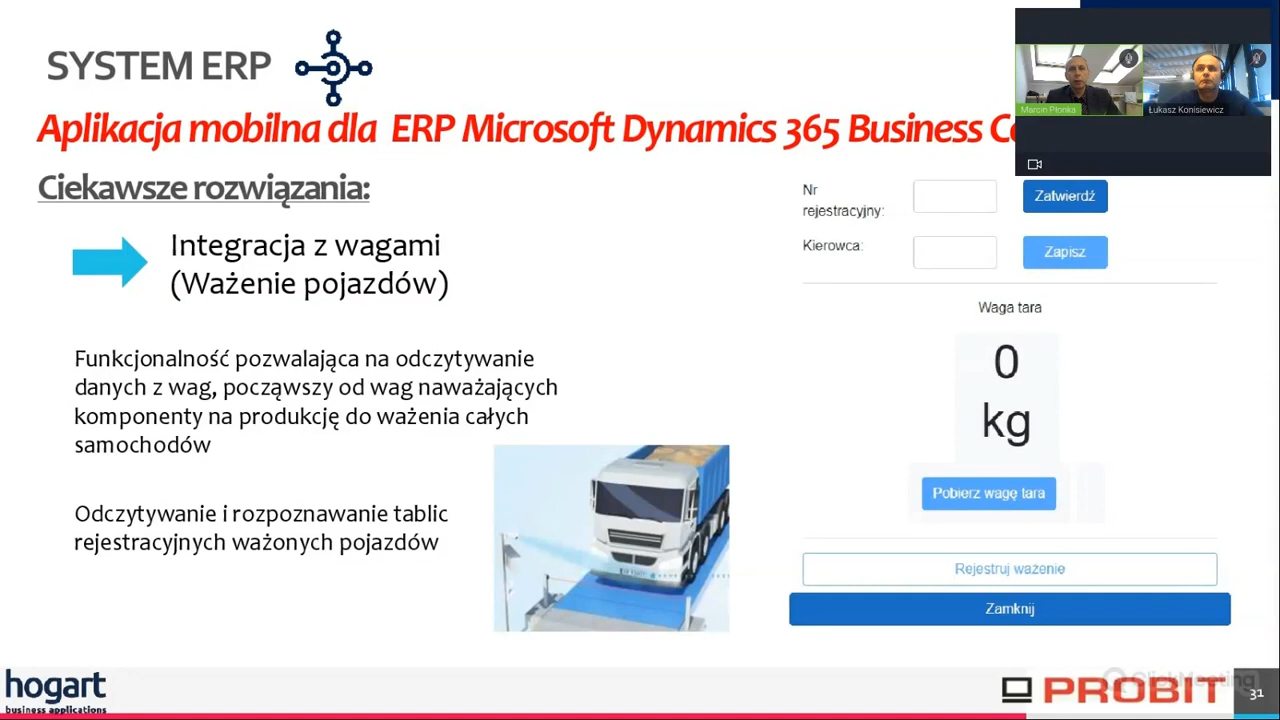 SYSTEM ERP
Aplikacja mobilna dla ERP Microsoft Dynamics 365 Business
Ciekawsze rozwiązania:
Integracja z wagami
(Ważenie pojazdów)
Funkcjonalność pozwalająca na odczytywanie
danych z wag, począwszy od wag naważających
komponenty na produkcję do ważenia całych
samochodów
Odczytywanie i rozpoznawanie tablic
rejestracyjnych ważonych pojazdów
Marcin Płonka
Łukasz Konisiewicz
Nr
rejestracyjny:
Zatwierdź
Kierowca:
Zapisz
Waga tara
0
kg
Pobierz wagę tara
Rejestruj ważenie
Zamknij
hogart
business applications
ClickMeeting
PROBIT
31